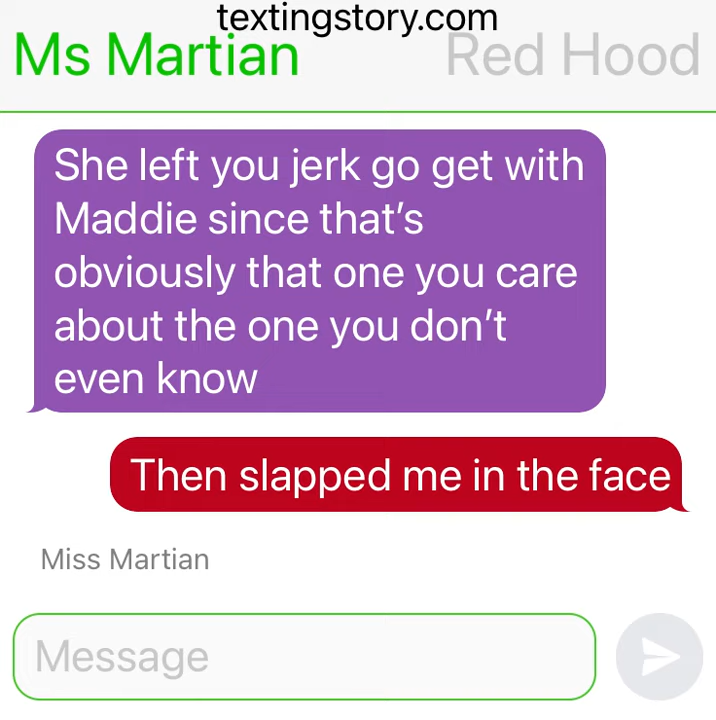 textingstory.com
Ms Martian
Red Hood
She left you jerk go get with
Maddie since that's
obviously that one you care
about the one you don't
even know
Then slapped me in the face
Miss Martian
Message